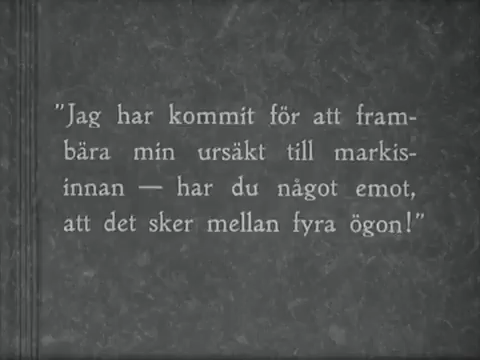 "Jag har kommit för att fram-
bära min ursäkt till markis-
innan — har du något emot,
att det sker mellan fyra ögon!"